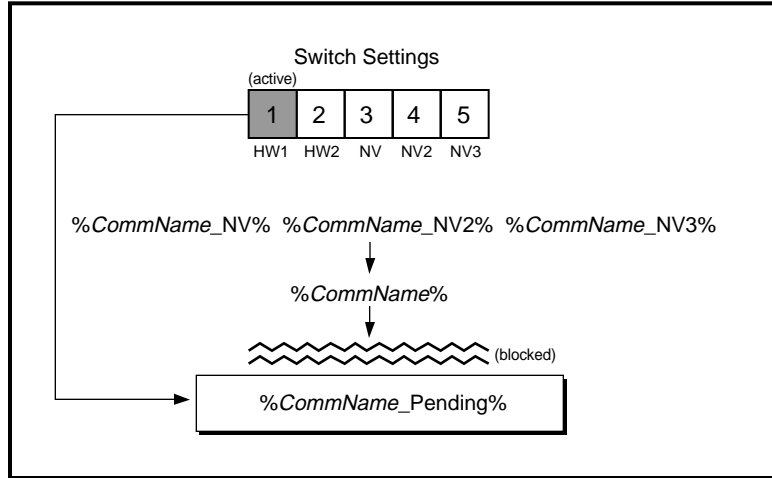 Switch Settings
(active)
1 2 3 4 5
HW1 HW2 NV NV2 NV3
%CommName_NV% %CommName_NV2% %CommName_NV3%
%CommName%
(blocked)
%CommName_Pending%